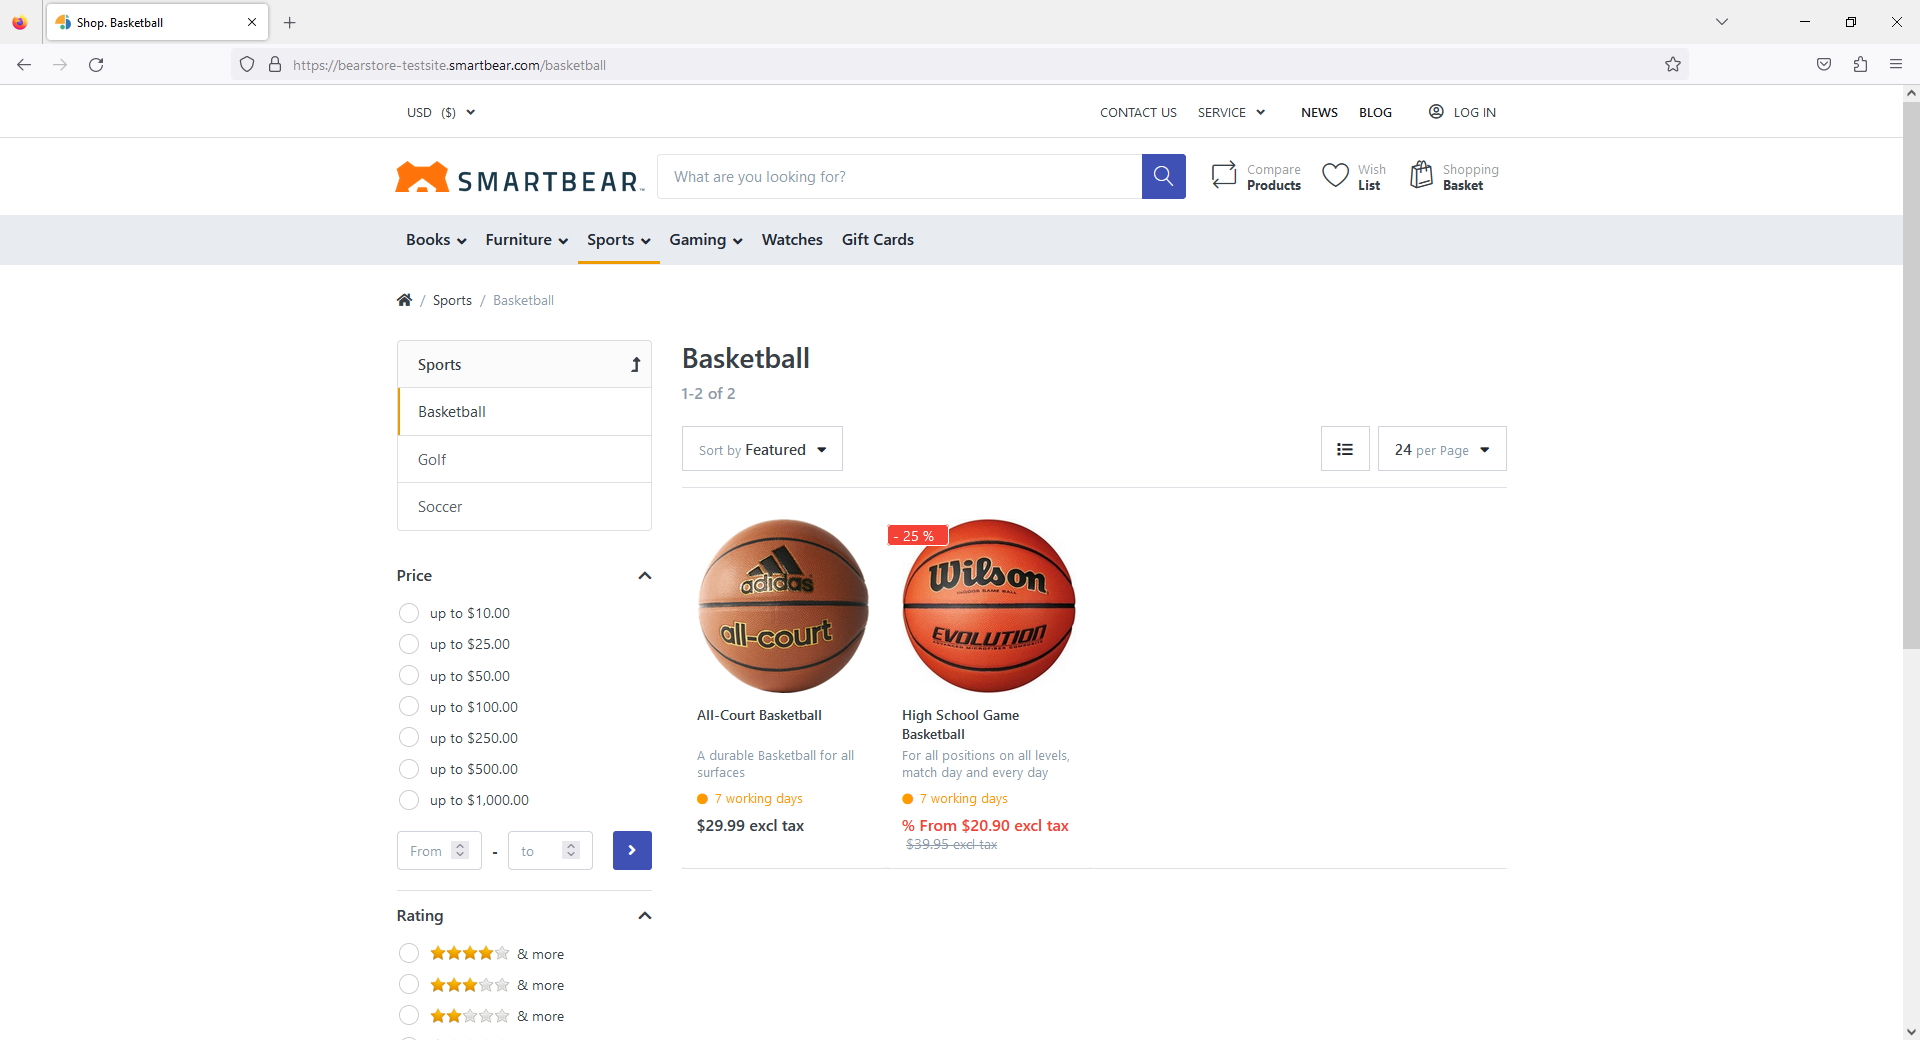 Shop. Basketball
https://bearstore-testsite.smartbear.com/basketball
USD ($)
CONTACT US SERVICE NEWS BLOG LOG IN
SMARTBEAR
What are you looking for?
Compare Products
Wish List
Shopping Basket
Books Furniture Sports Gaming Watches Gift Cards
/ Sports / Basketball
Sports
Basketball
Golf
Soccer
Price
up to $10.00
up to $25.00
up to $50.00
up to $100.00
up to $250.00
up to $500.00
up to $1,000.00
From - to
Rating
& more
& more
& more
Basketball
1-2 of 2
Sort by Featured
24 per Page
adidas
all-court
All-Court Basketball
A durable Basketball for all
surfaces
7 working days
$29.99 excl tax
- 25 %
Wilson
INDOOR GAME BALL
EVOLUTION
ADVANCED MICROFIBER COMPOSITE
High School Game
Basketball
For all positions on all levels,
match day and every day
7 working days
% From $20.90 excl tax
$39.95 excl tax